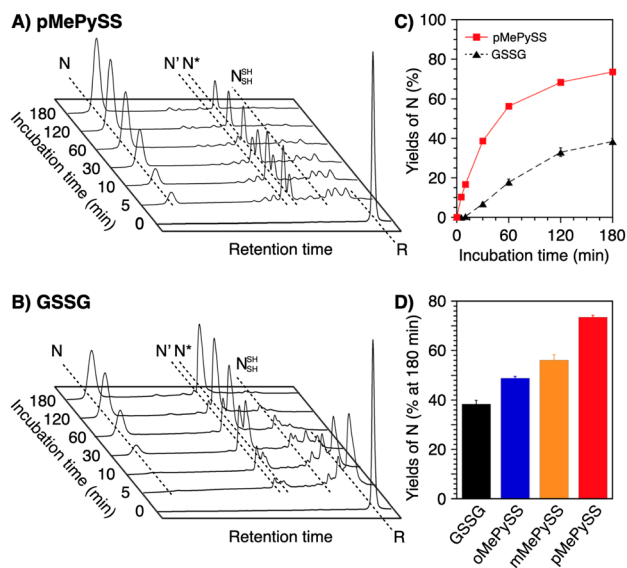 A) pMePySS
N
N' N*
N SH SH
180
120
60
30
10
5
0
Incubation time (min)
Retention time
R
B) GSSG
N
N' N*
N SH SH
180
120
60
30
10
5
0
Incubation time (min)
Retention time
R
C)
100
80
60
40
20
0
Yields of N (%)
pMePySS
GSSG
0 60 120 180
Incubation time (min)
D)
80
60
40
20
0
Yields of N (% at 180 min)
GSSG
oMePySS
mMePySS
pMePySS